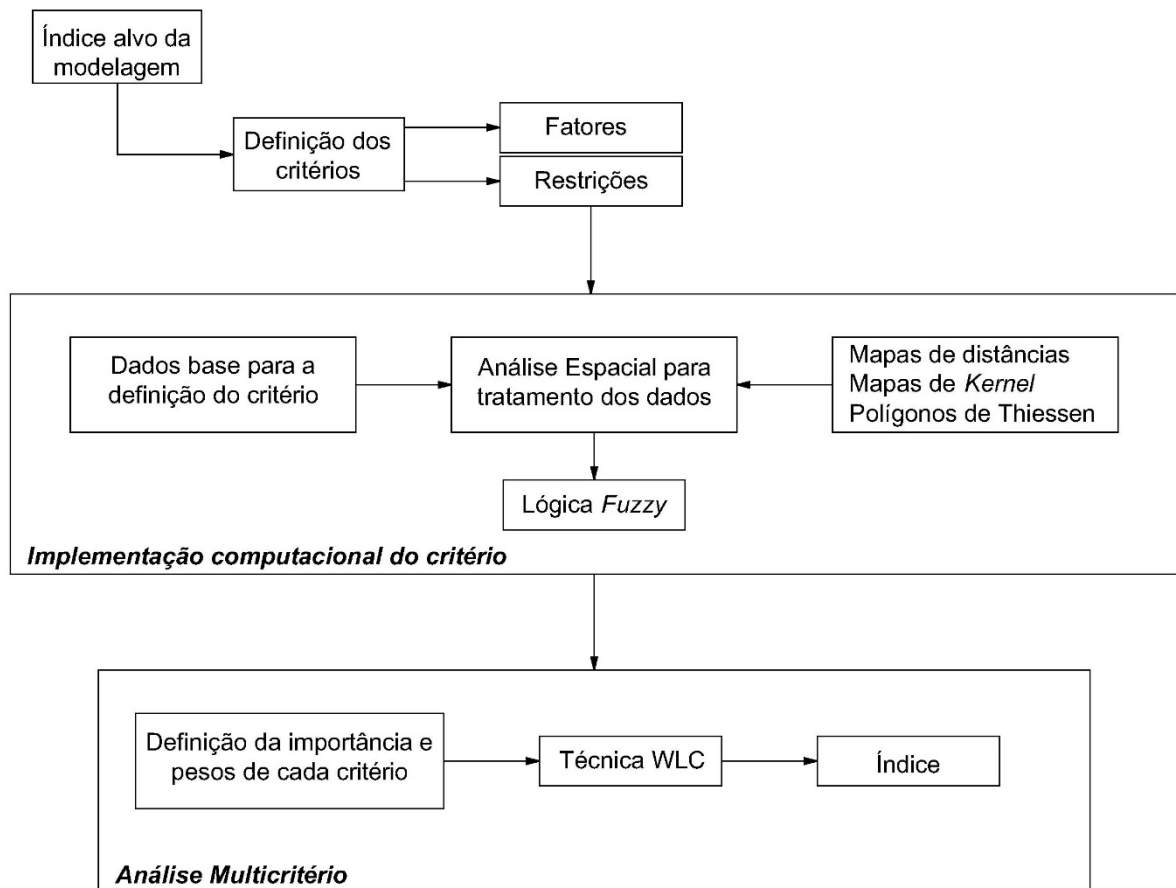 Índice alvo da
modelagem
Definição dos
critérios
Fatores
Restrições
Dados base para a
definição do critério
Análise Espacial para
tratamento dos dados
Mapas de distâncias
Mapas de Kernel
Polígonos de Thiessen
Lógica Fuzzy
Implementação computacional do critério
Definição da importância e
pesos de cada critério
Técnica WLC
Índice
Análise Multicritério